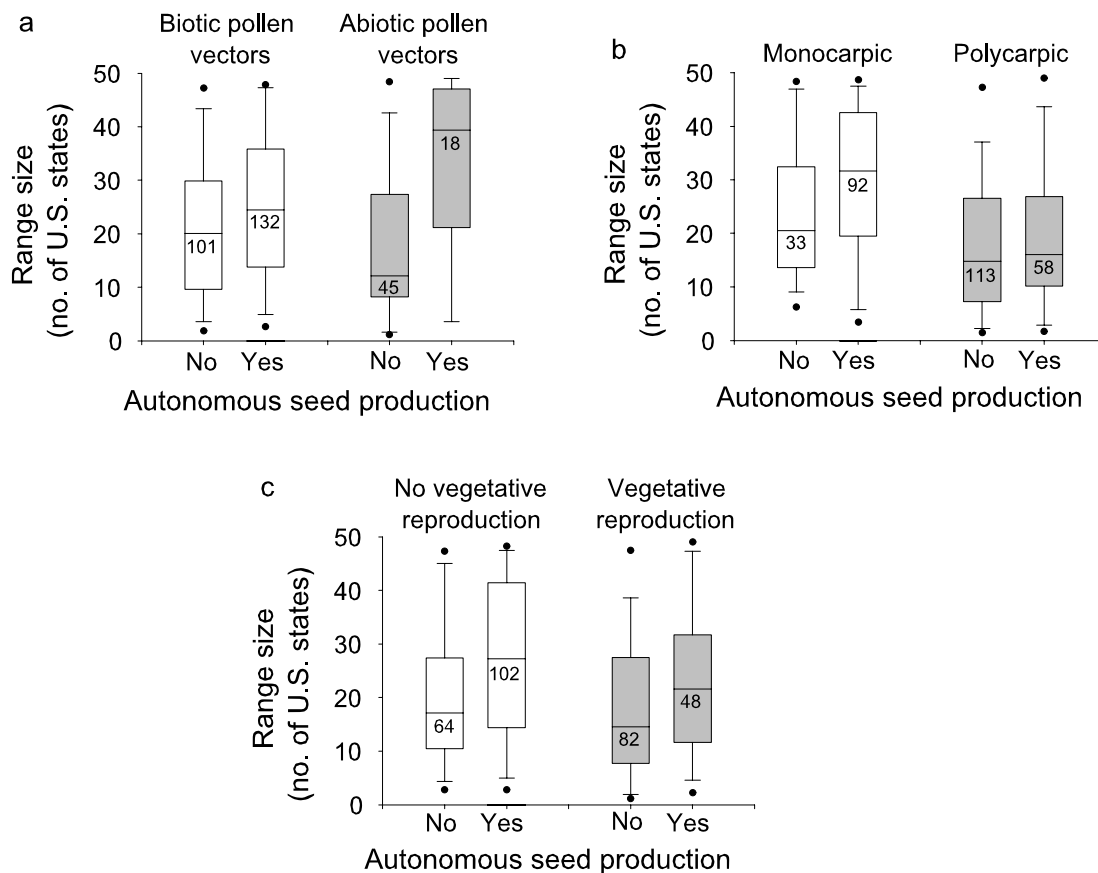 a
Biotic pollen
vectors
Abiotic pollen
vectors
Range size
(no. of U.S. states)
50
40
30
20
10
0
101
132
45
18
No
Yes
No
Yes
Autonomous seed production
b
Monocarpic
Polycarpic
Range size
(no. of U.S. states)
50
40
30
20
10
0
33
92
113
58
No
Yes
No
Yes
Autonomous seed production
c
No vegetative
reproduction
Vegetative
reproduction
Range size
(no. of U.S. states)
50
40
30
20
10
0
64
102
82
48
No
Yes
No
Yes
Autonomous seed production